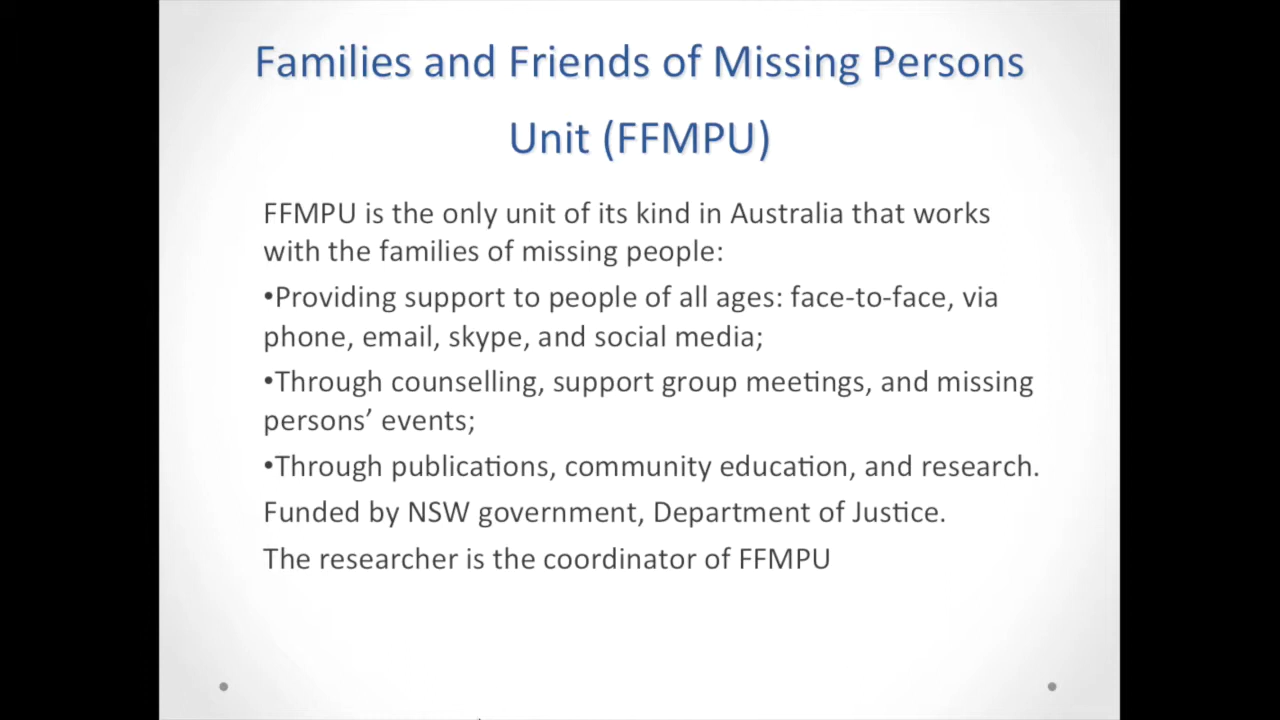 Families and Friends of Missing Persons
Unit (FFMPU)
FFMPU is the only unit of its kind in Australia that works
with the families of missing people:
•Providing support to people of all ages: face-to-face, via
phone, email, skype, and social media;
•Through counselling, support group meetings, and missing
persons’ events;
•Through publications, community education, and research.
Funded by NSW government, Department of Justice.
The researcher is the coordinator of FFMPU